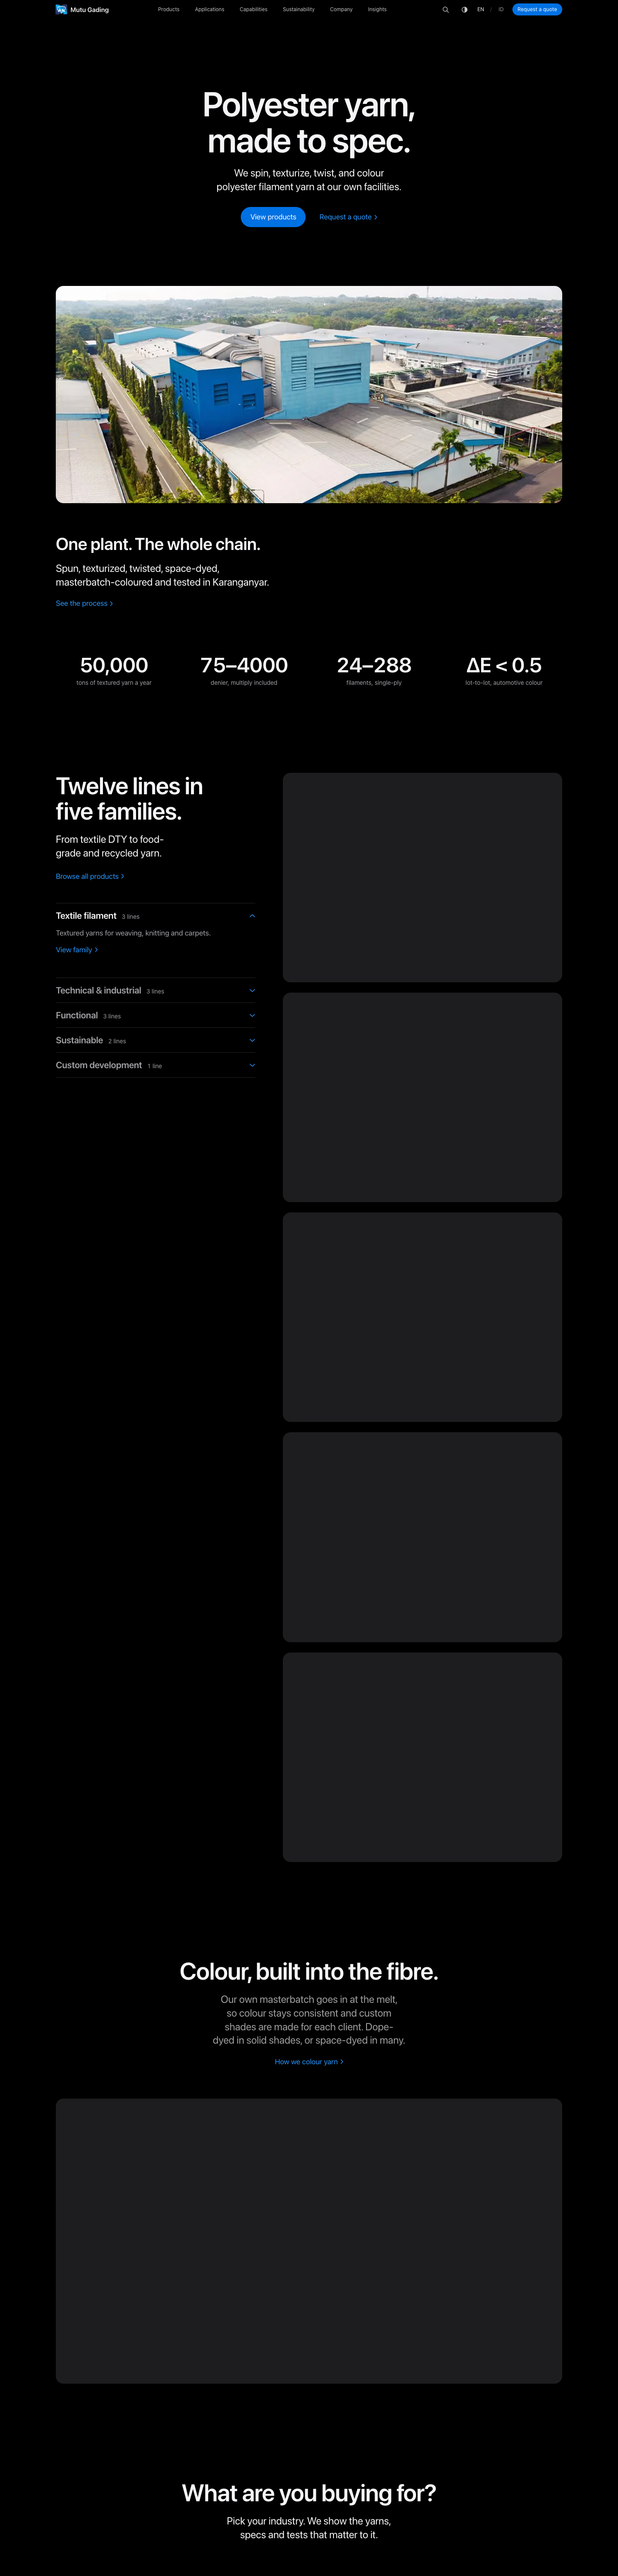 Mutu Gading
Products
Applications
Capabilities
Sustainability
Company
Insights
EN
ID
Request a quote
Polyester yarn,
made to spec.
We spin, texturize, twist, and colour
polyester filament yarn at our own facilities.
View products
Request a quote
One plant. The whole chain.
Spun, texturized, twisted, space-dyed,
masterbatch-coloured and tested in Karanganyar.
See the process
50,000
tons of textured yarn a year
75–4000
denier, multiply included
24–288
filaments, single-ply
ΔE < 0.5
lot-to-lot, automotive colour
Twelve lines in
five families.
From textile DTY to food-
grade and recycled yarn.
Browse all products
Textile filament 3 lines
Textured yarns for weaving, knitting and carpets.
View family
Technical & industrial 3 lines
Functional 3 lines
Sustainable 2 lines
Custom development 1 line
Colour, built into the fibre.
Our own masterbatch goes in at the melt,
so colour stays consistent and custom
shades are made for each client. Dope-
dyed in solid shades, or space-dyed in many.
How we colour yarn
What are you buying for?
Pick your industry. We show the yarns,
specs and tests that matter to it.